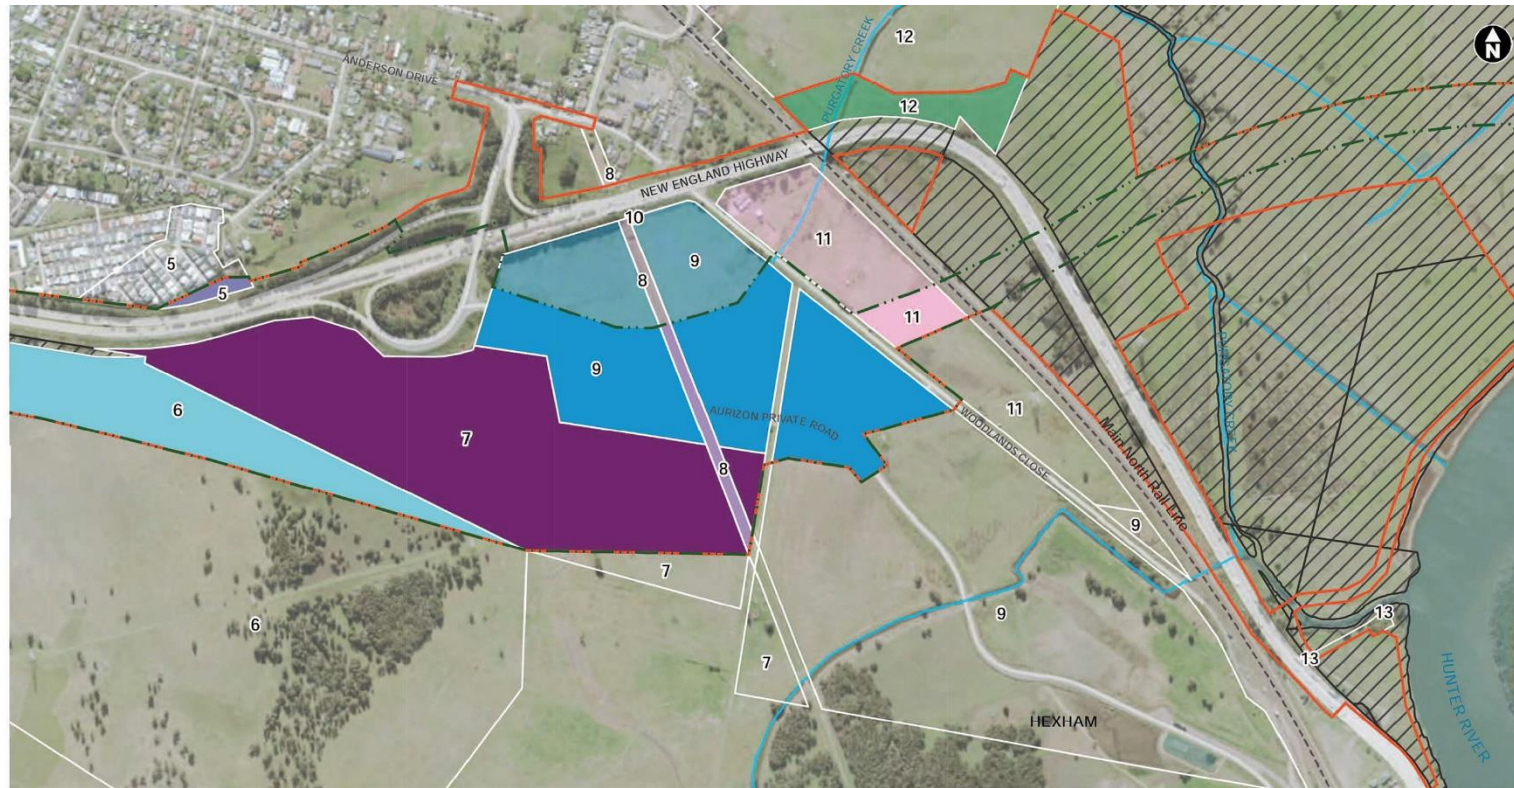 12
N
ANDERSON DRIVE
PURGATORY CREEK
12
8
NEW ENGLAND HIGHWAY
10
5
11
9
8
5
11
9
6
11
AURIZON PRIVATE ROAD
WOODLANDS CLOSE
7
Main North Rail Line
8
9
7
13
6
9
13
7
HEXHAM
HUNTER RIVER